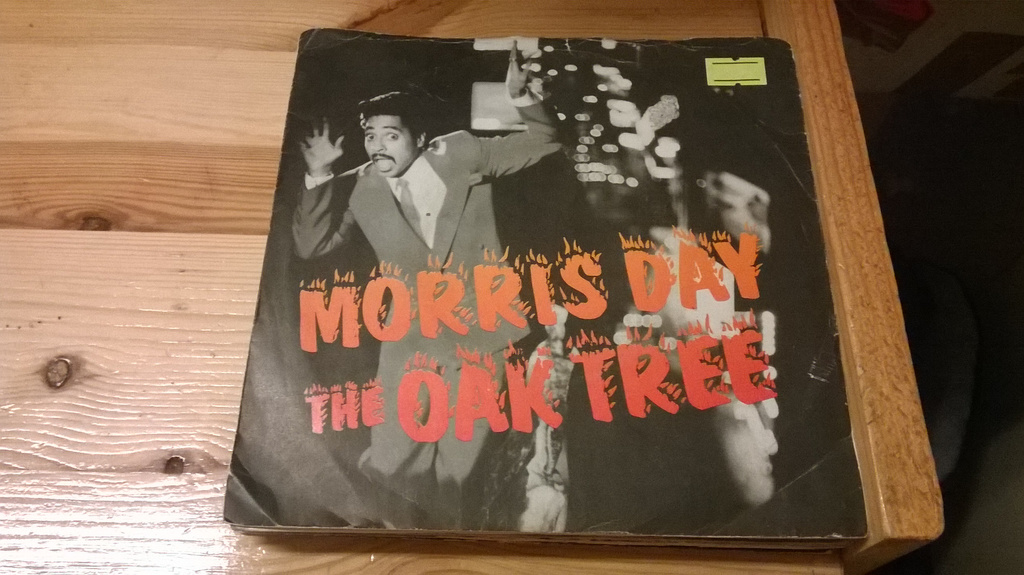 MORRIS DAY
THE OAK TREE